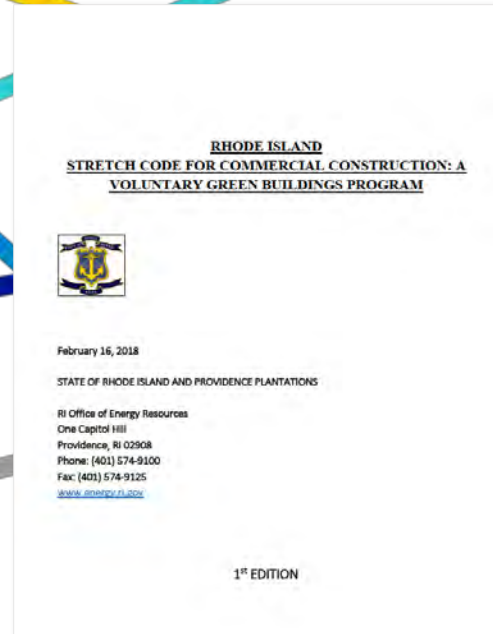 RHODE ISLAND
STRETCH CODE FOR COMMERCIAL CONSTRUCTION: A
VOLUNTARY GREEN BUILDINGS PROGRAM
February 16, 2018
STATE OF RHODE ISLAND AND PROVIDENCE PLANTATIONS
RI Office of Energy Resources
One Capitol Hill
Providence, RI 02908
Phone: (401) 574-9100
Fax: (401) 574-9125
www.energy.ri.gov
1st EDITION